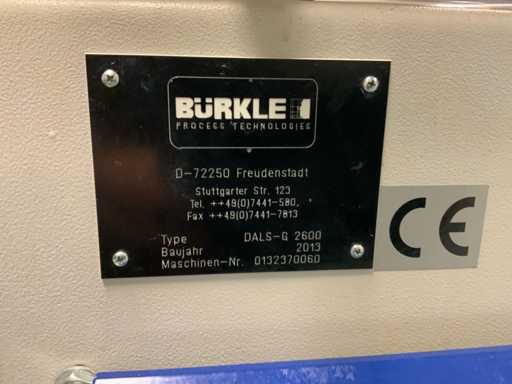 BÜRKLE
PROCESS TECHNOLOGIES
D-72250 Freudenstadt
Stuttgarter Str. 123
Tel. ++49(0)7441-580,
Fax ++49(0)7441-7813
Type DALS-G 2600
Baujahr 2013
Maschinen-Nr. 0132370060
CE